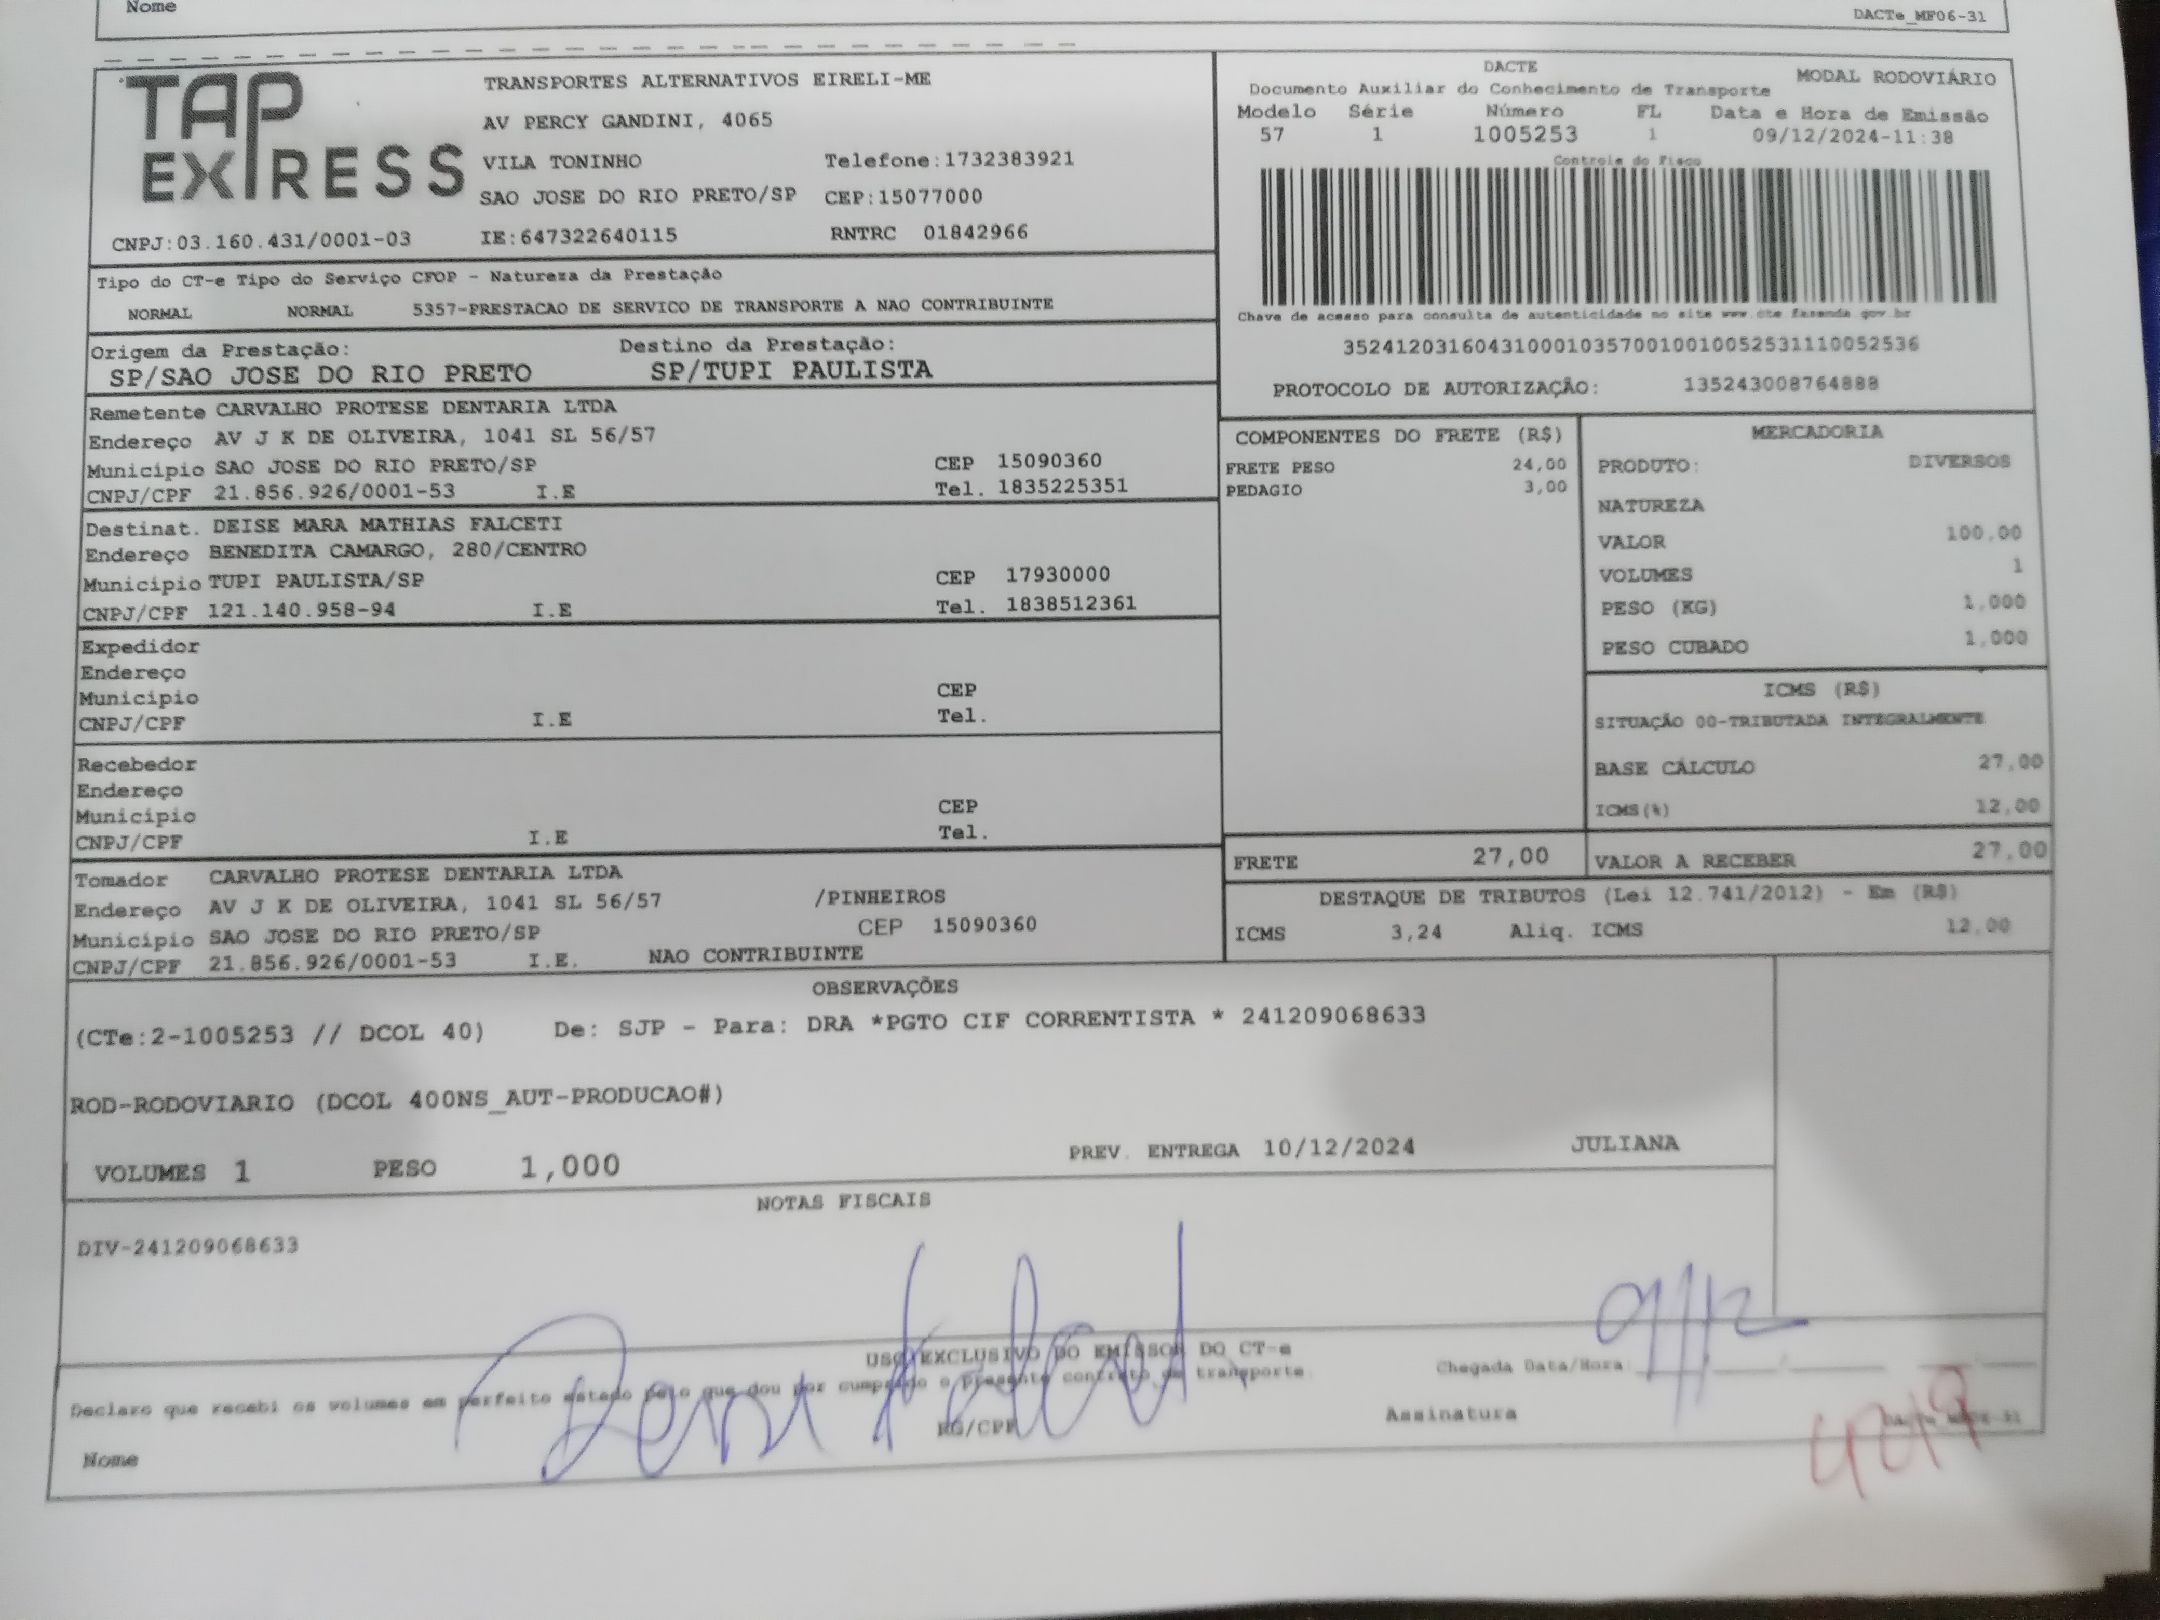 Nome
DACTe_MF06-31
TAP EXPRESS
TRANSPORTES ALTERNATIVOS EIRELI-ME
AV PERCY GANDINI, 4065
VILA TONINHO Telefone:1732383921
SAO JOSE DO RIO PRETO/SP CEP:15077000
CNPJ:03.160.431/0001-03 IE:647322640115 RNTRC 01842966
DACTE MODAL RODOVIÁRIO
Documento Auxiliar do Conhecimento de Transporte
Modelo Série Número FL Data e Hora de Emissão
57 1 1005253 1 09/12/2024-11:38
Controle do Fisco
Chave de acesso para consulta de autenticidade no site www.cte.fazenda.gov.br
35241203160431000103570010010052531110052536
PROTOCOLO DE AUTORIZAÇÃO: 135243008764888
Tipo do CT-e Tipo do Serviço CFOP - Natureza da Prestação
NORMAL NORMAL 5357-PRESTACAO DE SERVICO DE TRANSPORTE A NAO CONTRIBUINTE
Origem da Prestação: Destino da Prestação:
SP/SAO JOSE DO RIO PRETO SP/TUPI PAULISTA
Remetente CARVALHO PROTESE DENTARIA LTDA
Endereço AV J K DE OLIVEIRA, 1041 SL 56/57
Município SAO JOSE DO RIO PRETO/SP CEP 15090360
CNPJ/CPF 21.856.926/0001-53 I.E Tel. 1835225351
Destinat. DEISE MARA MATHIAS FALCETI
Endereço BENEDITA CAMARGO, 280/CENTRO
Município TUPI PAULISTA/SP CEP 17930000
CNPJ/CPF 121.140.958-94 I.E Tel. 1838512361
Expedidor
Endereço
Município CEP
CNPJ/CPF I.E Tel.
Recebedor
Endereço
Município CEP
CNPJ/CPF I.E Tel.
Tomador CARVALHO PROTESE DENTARIA LTDA
Endereço AV J K DE OLIVEIRA, 1041 SL 56/57 /PINHEIROS
Município SAO JOSE DO RIO PRETO/SP CEP 15090360
CNPJ/CPF 21.856.926/0001-53 I.E. NAO CONTRIBUINTE
COMPONENTES DO FRETE (R$)
FRETE PESO 24,00
PEDAGIO 3,00
MERCADORIA
PRODUTO: DIVERSOS
NATUREZA
VALOR 100,00
VOLUMES 1
PESO (KG) 1,000
PESO CUBADO 1,000
ICMS (R$)
SITUAÇÃO 00-TRIBUTADA INTEGRALMENTE
BASE CÁLCULO 27,00
ICMS(%) 12,00
FRETE 27,00 VALOR A RECEBER 27,00
DESTAQUE DE TRIBUTOS (Lei 12.741/2012) - Em (R$)
ICMS 3,24 Aliq. ICMS 12,00
OBSERVAÇÕES
(CTe:2-1005253 // DCOL 40) De: SJP - Para: DRA *PGTO CIF CORRENTISTA * 241209068633
ROD-RODOVIARIO (DCOL 400NS_AUT-PRODUCAO#)
VOLUMES 1 PESO 1,000 PREV. ENTREGA 10/12/2024 JULIANA
NOTAS FISCAIS
DIV-241209068633
USO EXCLUSIVO DO EMISSOR DO CT-e
Declaro que recebi os volumes em perfeito estado pelo que dou por cumprido o presente contrato de transporte.
Chegada Data/Hora:
Nome RG/CPF Assinatura